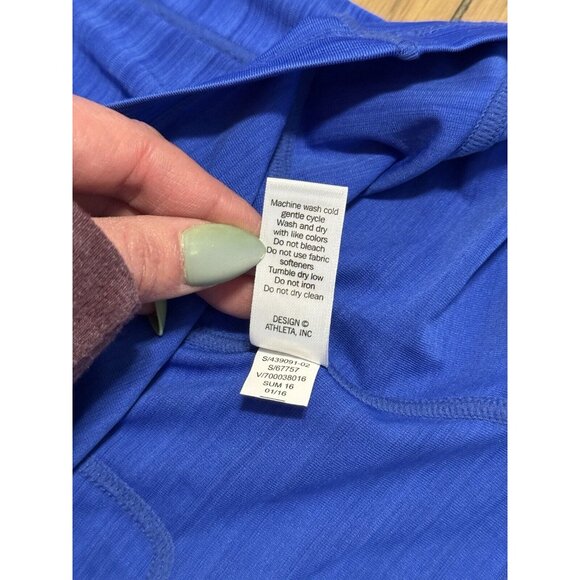 Machine wash cold
gentle cycle
Wash and dry
with like colors
Do not bleach
Do not use fabric
softeners
Tumble dry low
Do not iron
Do not dry clean
DESIGN ©
ATHLETA, INC
S/439091-02
S/67757
V/700038016
SUM 16
01/16